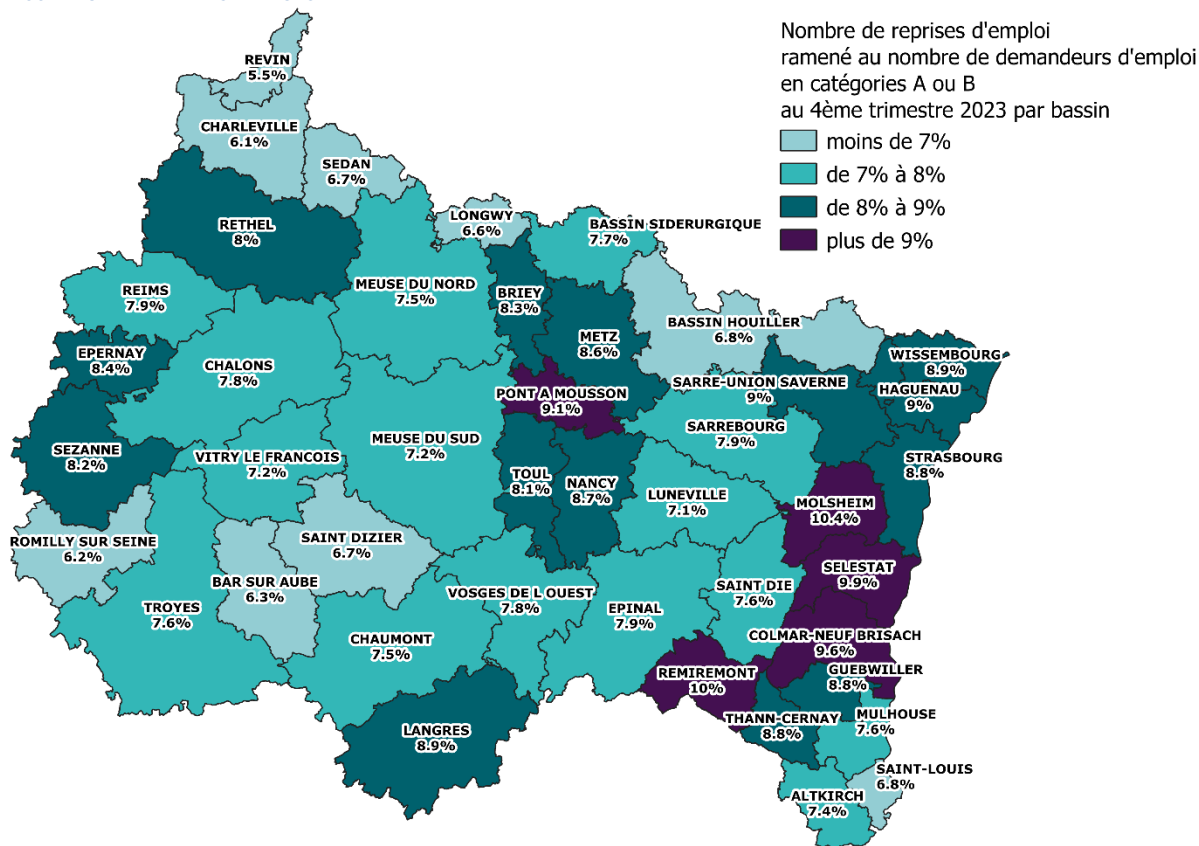 Nombre de reprises d'emploi
ramené au nombre de demandeurs d'emploi
en catégories A ou B
au 4ème trimestre 2023 par bassin
moins de 7%
de 7% à 8%
de 8% à 9%
plus de 9%
REVIN
5.5%
CHARLEVILLE
6.1%
SEDAN
6.7%
RETHEL
8%
LONGWY
6.6%
BASSIN SIDERURGIQUE
7.7%
REIMS
7.9%
MEUSE DU NORD
7.5%
BRIEY
8.3%
METZ
8.6%
BASSIN HOUILLER
6.8%
EPERNAY
8.4%
CHALONS
7.8%
WISSEMBOURG
8.9%
SARRE-UNION SAVERNE
9%
HAGUENAU
9%
PONT A MOUSSON
9.1%
SARREBOURG
7.9%
SEZANNE
8.2%
VITRY LE FRANCOIS
7.2%
MEUSE DU SUD
7.2%
TOUL
8.1%
NANCY
8.7%
LUNEVILLE
7.1%
STRASBOURG
8.8%
MOLSHEIM
10.4%
ROMILLY SUR SEINE
6.2%
SAINT DIZIER
6.7%
BAR SUR AUBE
6.3%
SELESTAT
9.9%
TROYES
7.6%
VOSGES DE L OUEST
7.8%
EPINAL
7.9%
SAINT DIE
7.6%
CHAUMONT
7.5%
COLMAR-NEUF BRISACH
9.6%
REMIREMONT
10%
GUEBWILLER
8.8%
LANGRES
8.9%
THANN-CERNAY
8.8%
MULHOUSE
7.6%
SAINT-LOUIS
6.8%
ALTKIRCH
7.4%